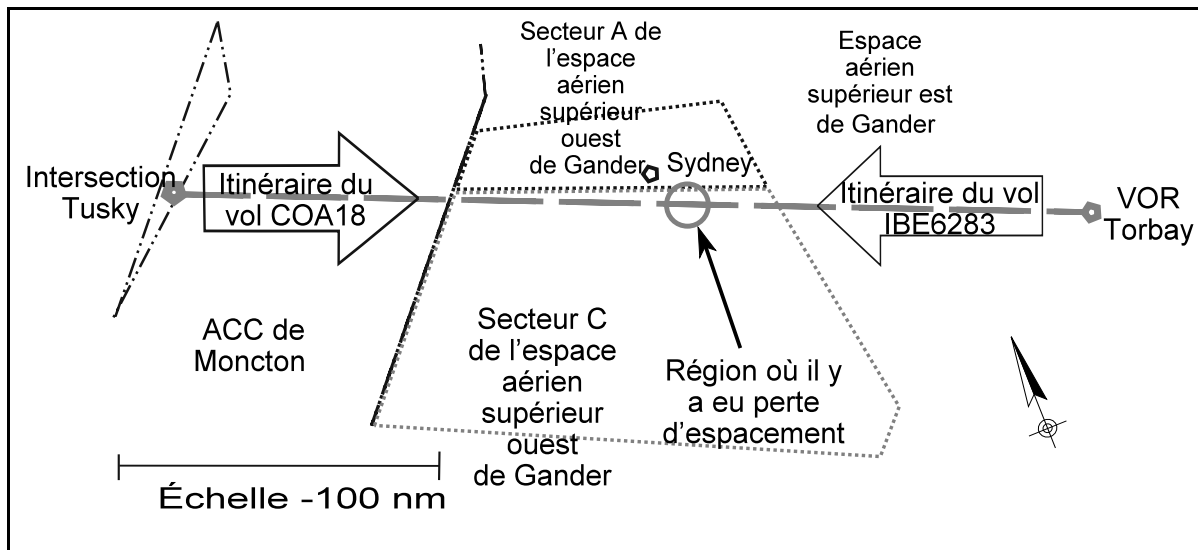 Secteur A de
l’espace
aérien
supérieur
ouest
de Gander
Sydney
Espace
aérien
supérieur est
de Gander
Intersection
Tusky
Itinéraire du
vol COA18
Itinéraire du vol
IBE6283
VOR
Torbay
ACC de
Moncton
Secteur C
de l’espace
aérien
supérieur
ouest
de Gander
Région où il y
a eu perte
d’espacement
Échelle -100 nm